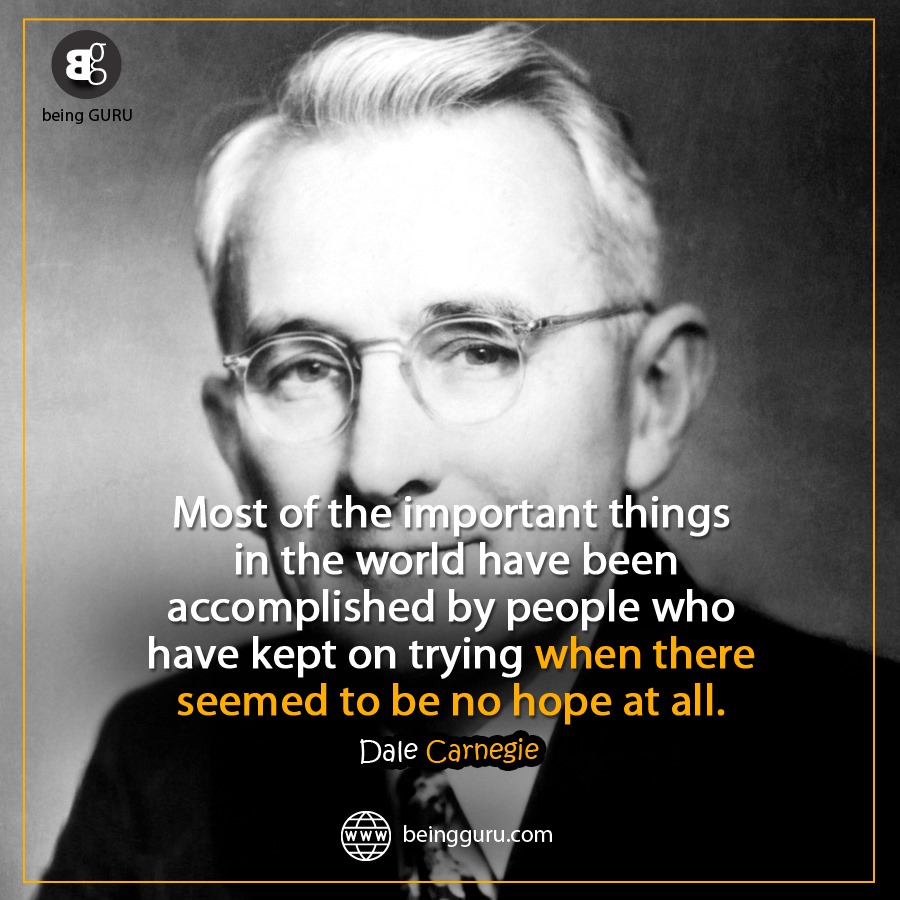 Bg
being GURU
Most of the important things
in the world have been
accomplished by people who
have kept on trying when there
seemed to be no hope at all.
Dale Carnegie
www beingguru.com